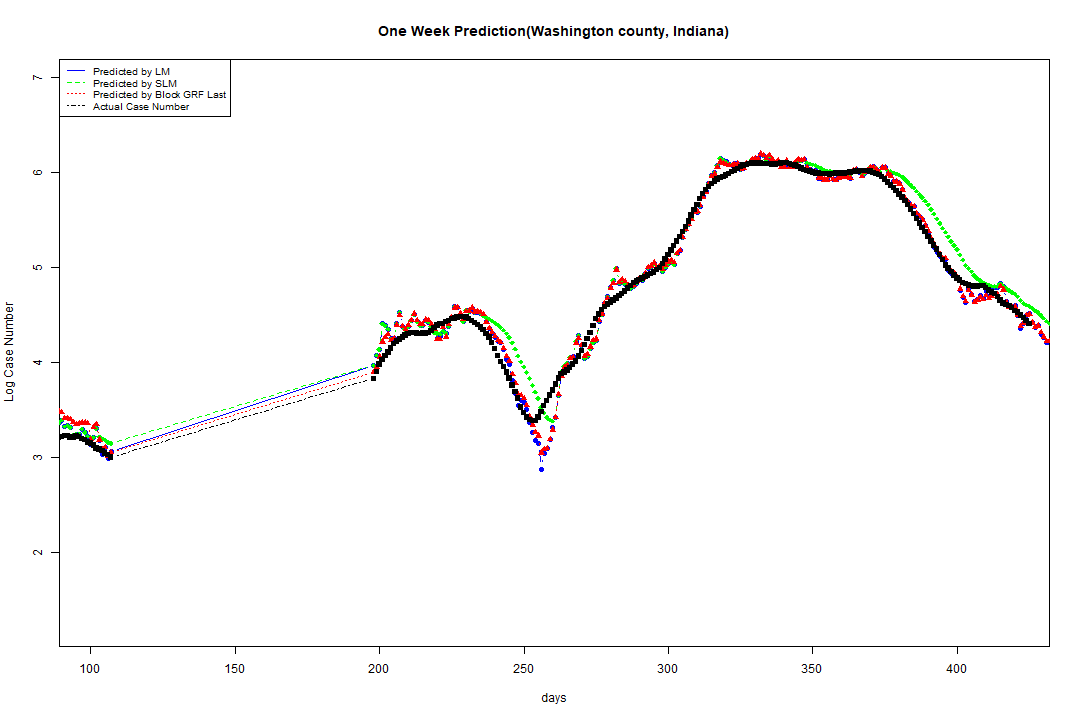 One Week Prediction(Washington county, Indiana)
Predicted by LM
Predicted by SLM
Predicted by Block GRF Last
Actual Case Number
7
6
5
4
3
2
Log Case Number
100 150 200 250 300 350 400
days